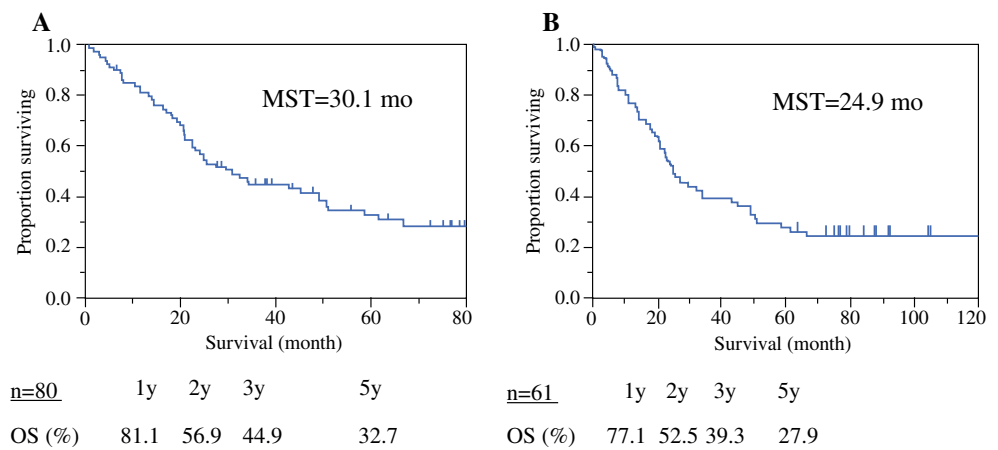 A
B
MST=30.1 mo
MST=24.9 mo
Proportion surviving
1.0
0.8
0.6
0.4
0.2
0.0
0 20 40 60 80
Survival (month)
Proportion surviving
1.0
0.8
0.6
0.4
0.2
0.0
0 20 40 60 80 100 120
Survival (month)
n=80 1y 2y 3y 5y
OS (%) 81.1 56.9 44.9 32.7
n=61 1y 2y 3y 5y
OS (%) 77.1 52.5 39.3 27.9